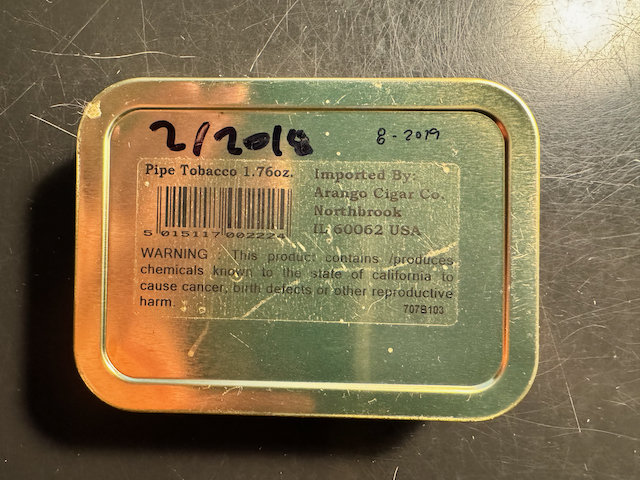 2/2018 8-2019
Pipe Tobacco 1.76oz.
5 015117 002224
Imported By:
Arango Cigar Co.
Northbrook
IL 60062 USA
WARNING : This product contains /produces
chemicals known to the state of california to
cause cancer, birth defects or other reproductive
harm.
707B103